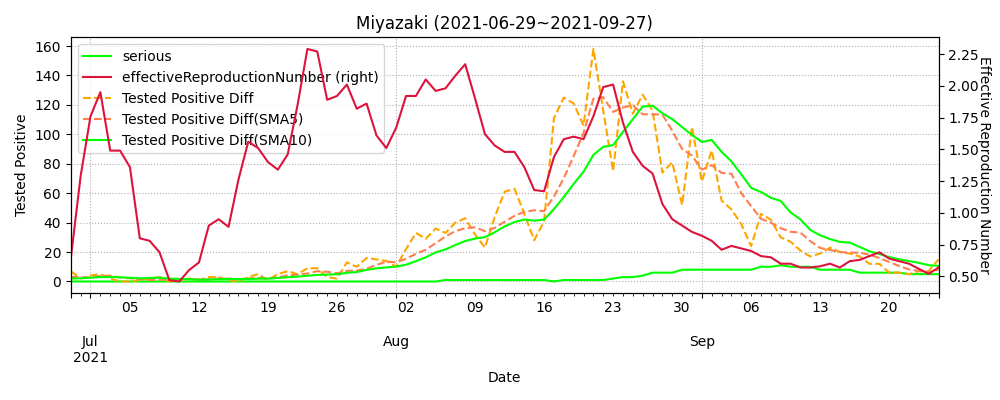 Miyazaki (2021-06-29~2021-09-27)
serious
effectiveReproductionNumber (right)
Tested Positive Diff
Tested Positive Diff(SMA5)
Tested Positive Diff(SMA10)
Tested Positive
160
140
120
100
80
60
40
20
0
Effective Reproduction Number
2.25
2.00
1.75
1.50
1.25
1.00
0.75
0.50
05 12 19 26 02 09 16 23 30 06 13 20
Jul Aug Sep
2021
Date